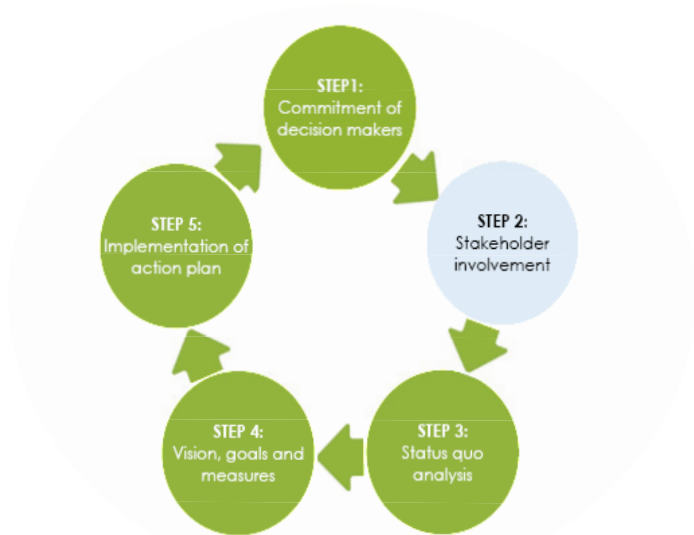 STEP1:
Commitment of
decision makers
STEP 2:
Stakeholder
involvement
STEP 3:
Status quo
analysis
STEP 4:
Vision, goals and
measures
STEP 5:
Implementation of
action plan